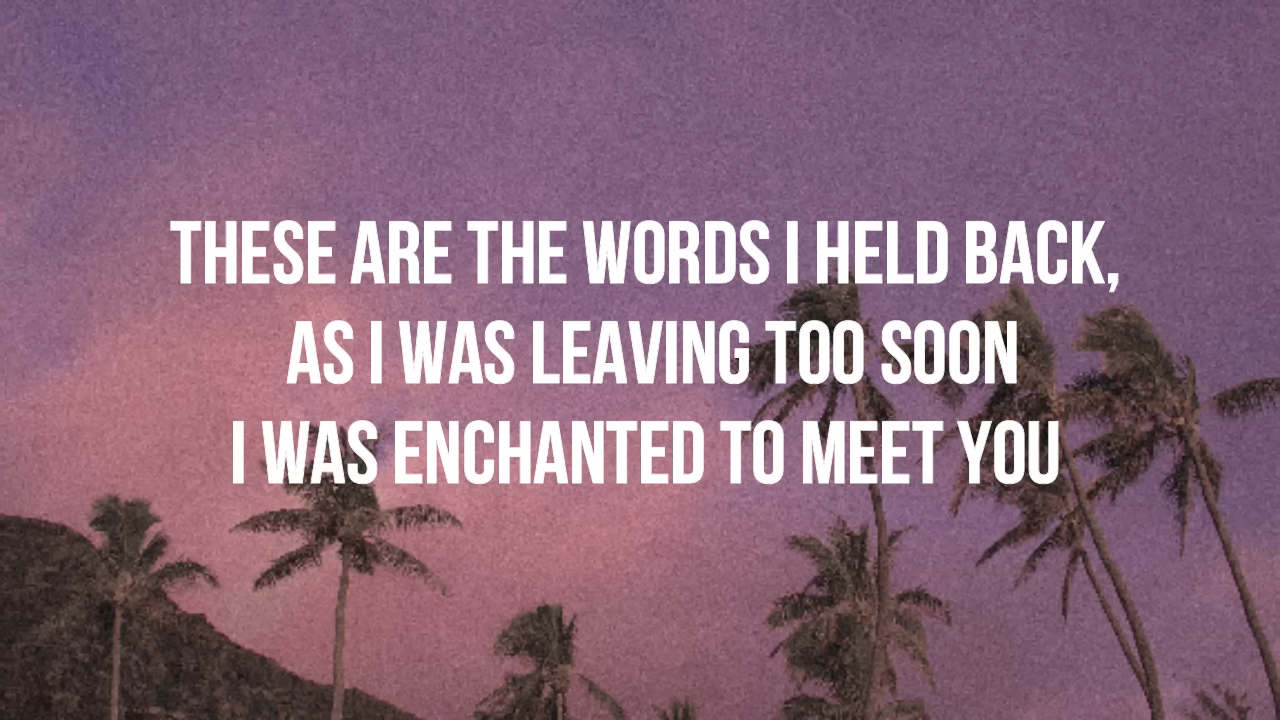 THESE ARE THE WORDS I HELD BACK,
AS I WAS LEAVING TOO SOON
I WAS ENCHANTED TO MEET YOU